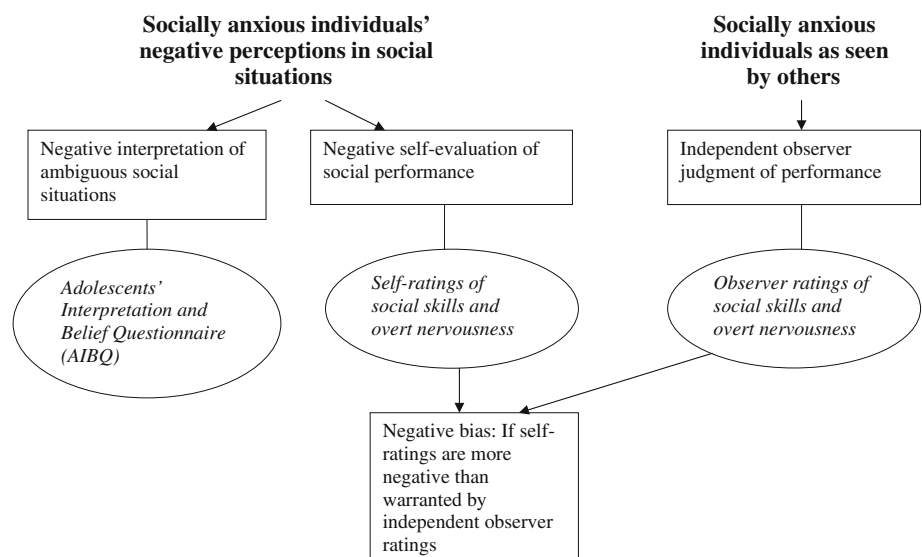 Socially anxious individuals'
negative perceptions in social
situations
Socially anxious
individuals as seen
by others
Negative interpretation of
ambiguous social
situations
Negative self-evaluation of
social performance
Independent observer
judgment of performance
Adolescents'
Interpretation and
Belief Questionnaire
(AIBQ)
Self-ratings of
social skills and
overt nervousness
Observer ratings of
social skills and
overt nervousness
Negative bias: If self-
ratings are more
negative than
warranted by
independent observer
ratings